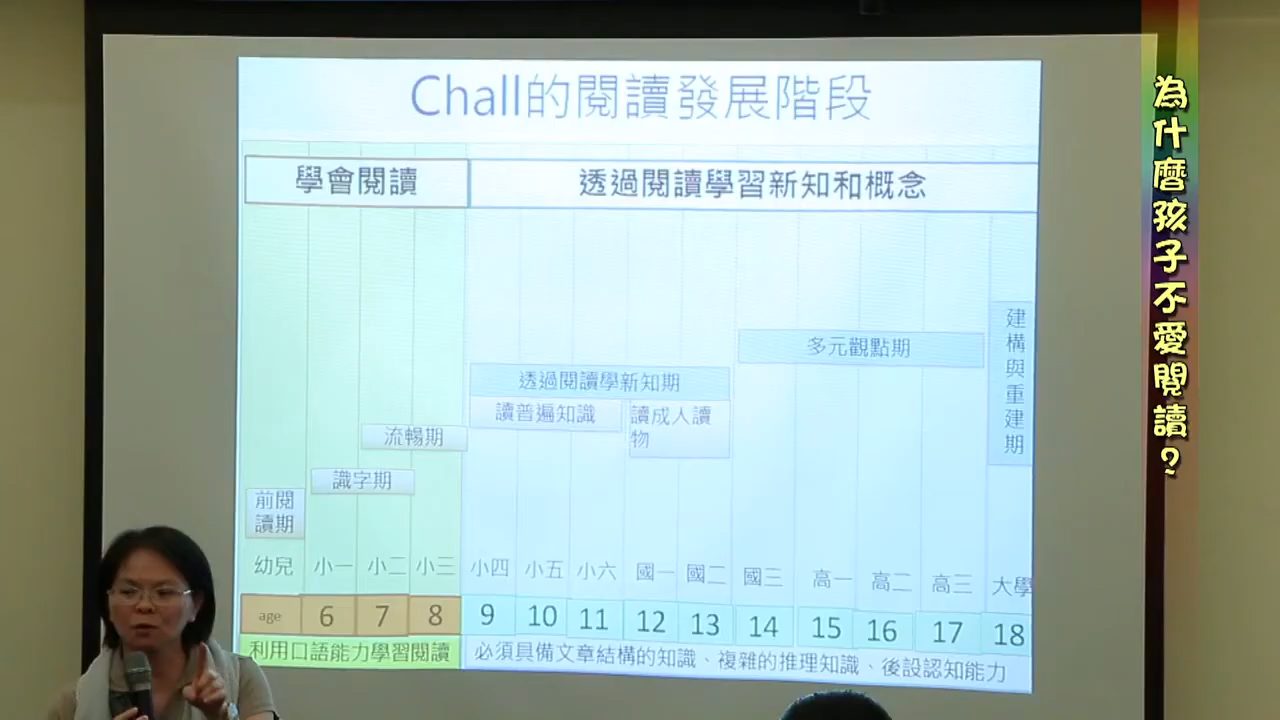 Chall的閱讀發展階段
學會閱讀
透過閱讀學習新知和概念
建構與重建期
多元觀點期
透過閱讀學新知期
讀普遍知識
讀成人讀
物
流暢期
識字期
前閱
讀期
幼兒 小一 小二 小三 小四 小五 小六 國一 國二 國三 高一 高二 高三 大學
age 6 7 8 9 10 11 12 13 14 15 16 17 18
利用口語能力學習閱讀
必須具備文章結構的知識、複雜的推理知識、後設認知能力
為什麼孩子不愛閱讀?